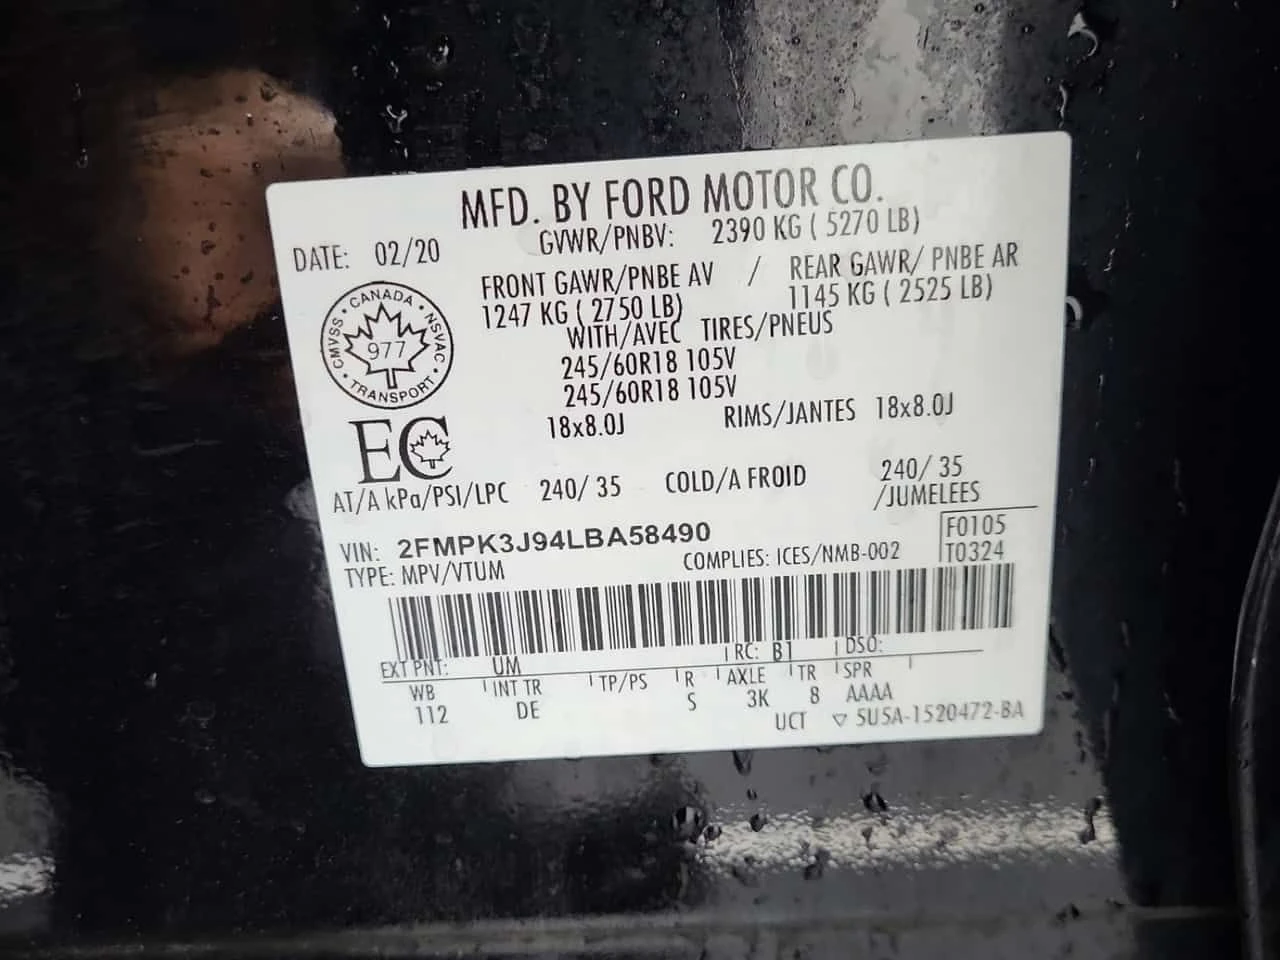 MFD. BY FORD MOTOR CO.
DATE: 02/20
GVWR/PNBV: 2390 KG ( 5270 LB)
FRONT GAWR/PNBE AV / REAR GAWR/ PNBE AR
1247 KG ( 2750 LB) 1145 KG ( 2525 LB)
WITH/AVEC TIRES/PNEUS
245/60R18 105V
245/60R18 105V
18x8.0J RIMS/JANTES 18x8.0J
CANADA
CMVSS NSVAC
977
TRANSPORT
EC
AT/A kPa/PSI/LPC 240/ 35 COLD/A FROID 240/ 35
/JUMELEES
VIN: 2FMPK3J94LBA58490
F0105
TYPE: MPV/VTUM COMPLIES: ICES/NMB-002
T0324
EXT PNT: UM RC: B1 DSO:
WB INT TR TP/PS R AXLE TR SPR
112 DE S 3K 8 AAAA
UCT ▽ 5U5A-1520472-BA